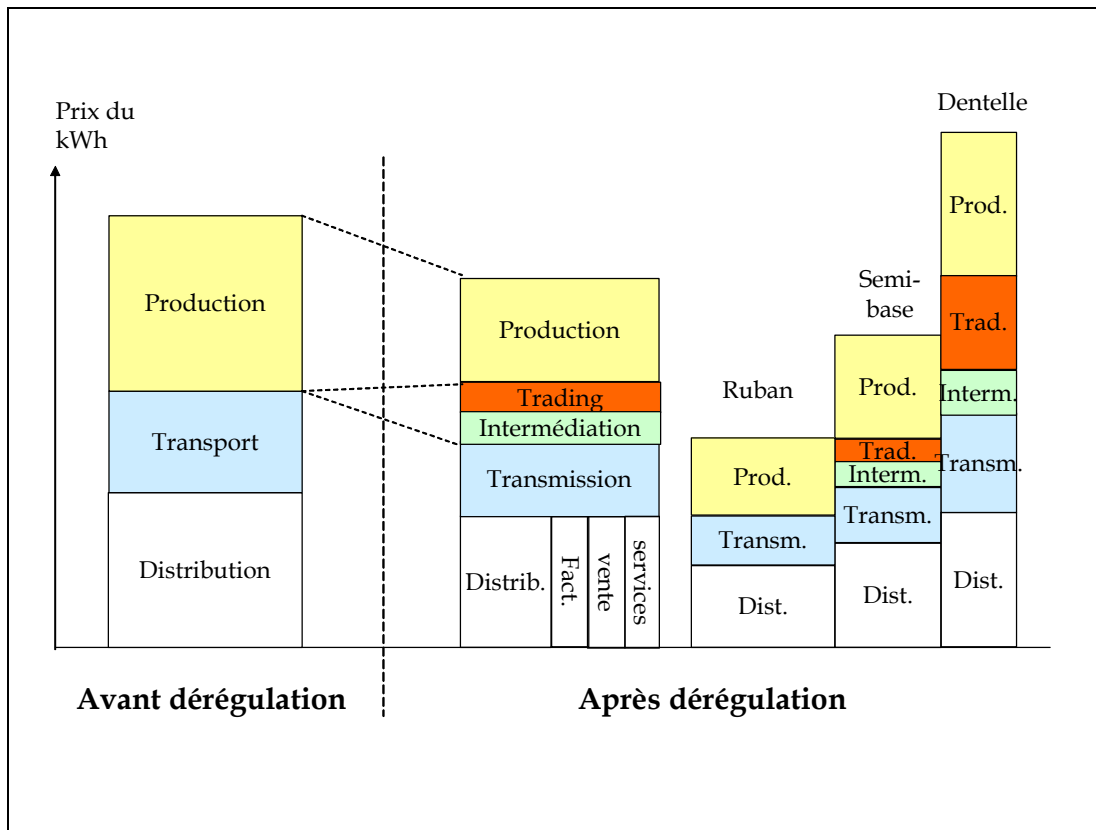 Prix du
kWh
Production
Transport
Distribution
Production
Trading
Intermédiation
Transmission
Distrib.
Fact.
vente
services
Ruban
Prod.
Transm.
Dist.
Semi-
base
Prod.
Trad.
Interm.
Transm.
Dist.
Dentelle
Prod.
Trad.
Interm.
Transm.
Dist.
Avant dérégulation
Après dérégulation